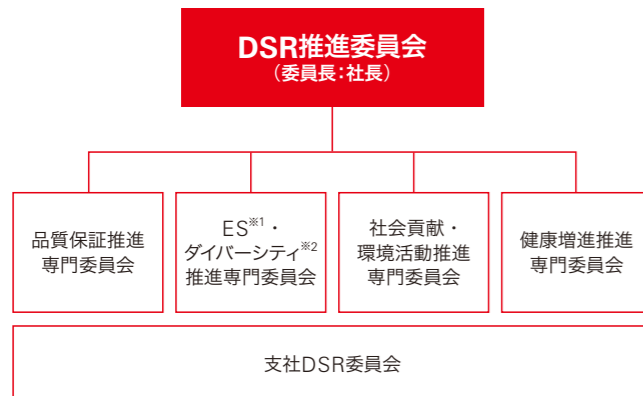 DSR推進委員会
（委員長：社長）
品質保証推進
専門委員会
ES※1・
ダイバーシティ※2
推進専門委員会
社会貢献・
環境活動推進
専門委員会
健康増進推進
専門委員会
支社DSR委員会